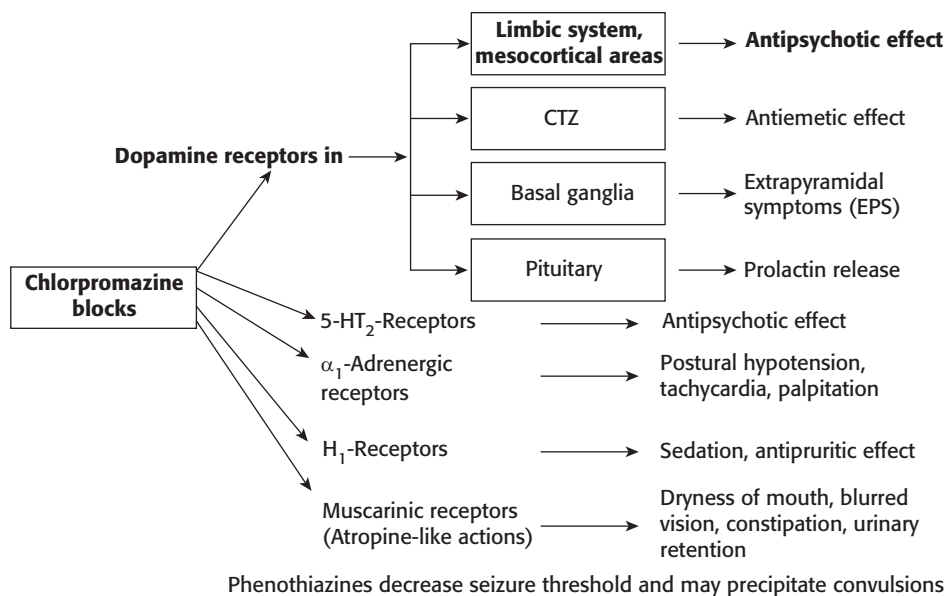 Limbic system,
mesocortical areas
Antipsychotic effect
CTZ
Antiemetic effect
Dopamine receptors in
Basal ganglia
Extrapyramidal
symptoms (EPS)
Pituitary
Prolactin release
Chlorpromazine
blocks
5-HT₂-Receptors
Antipsychotic effect
α₁-Adrenergic
receptors
Postural hypotension,
tachycardia, palpitation
H₁-Receptors
Sedation, antipruritic effect
Muscarinic receptors
(Atropine-like actions)
Dryness of mouth, blurred
vision, constipation, urinary
retention
Phenothiazines decrease seizure threshold and may precipitate convulsions